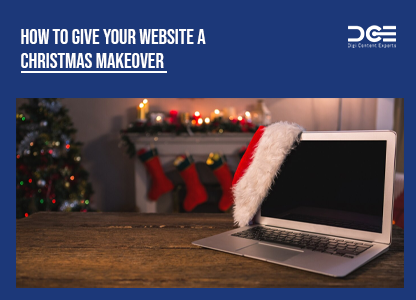 HOW TO GIVE YOUR WEBSITE A
CHRISTMAS MAKEOVER
DCE
Digi Content Experts